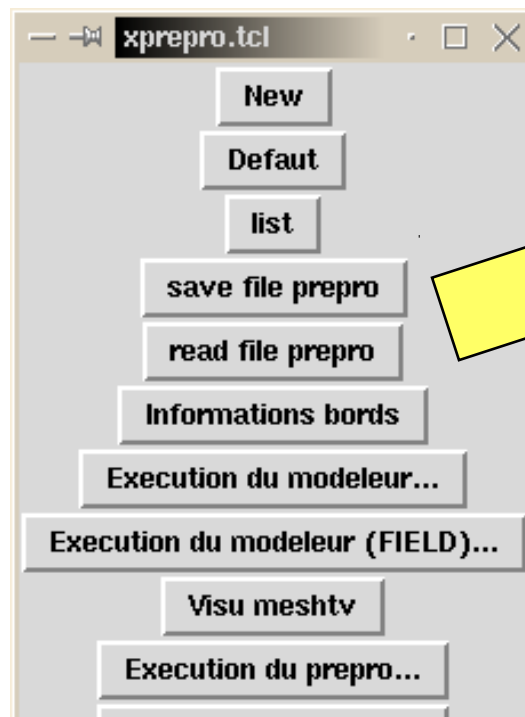 xprepro.tcl
New
Defaut
list
save file prepro
read file prepro
Informations bords
Execution du modeleur...
Execution du modeleur (FIELD)...
Visu meshtv
Execution du prepro...